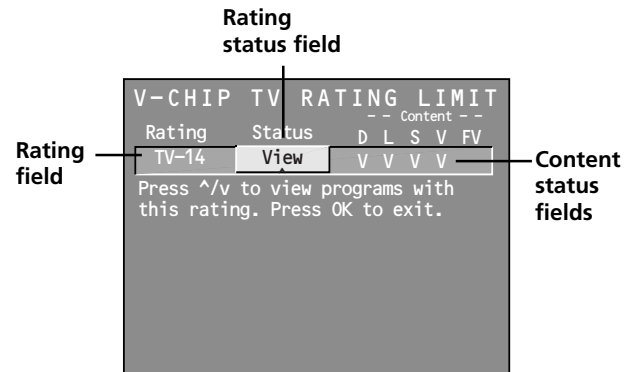 Rating
status field
V-CHIP TV RATING LIMIT
-- Content --
Rating Status D L S V FV
TV-14 View V V V V
Press ^/v to view programs with
this rating. Press OK to exit.
Rating
field
Content
status
fields